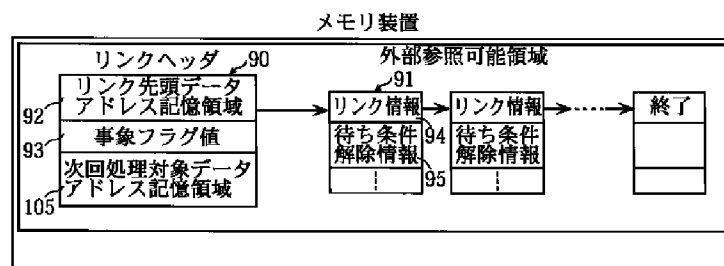 メモリ装置
リンクヘッダ
90
外部参照可能領域
リンク先頭データ
アドレス記憶領域
92
事象フラグ値
93
次回処理対象データ
アドレス記憶領域
105
91
リンク情報
94
待ち条件
解除情報
95
リンク情報
待ち条件
解除情報
終了